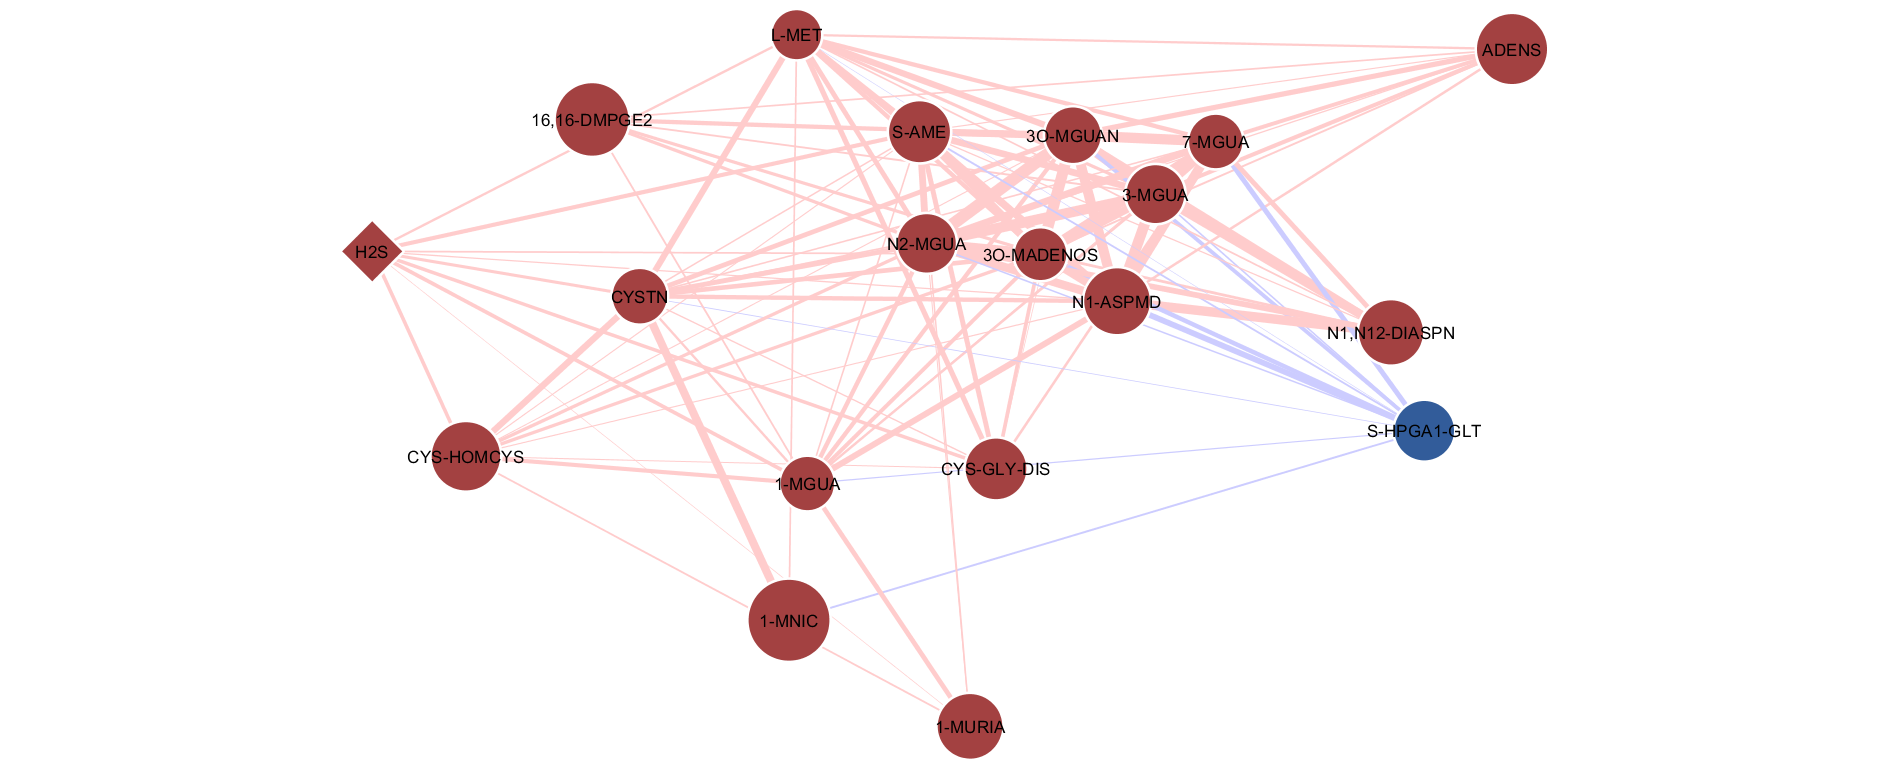 L-MET
ADENS
16,16-DMPGE2
S-AME
3O-MGUAN
7-MGUA
3-MGUA
H2S
N2-MGUA
3O-MADENOS
CYSTN
N1-ASPMD
N1,N12-DIASPN
S-HPGA1-GLT
CYS-HOMCYS
CYS-GLY-DIS
1-MGUA
1-MNIC
1-MURIA